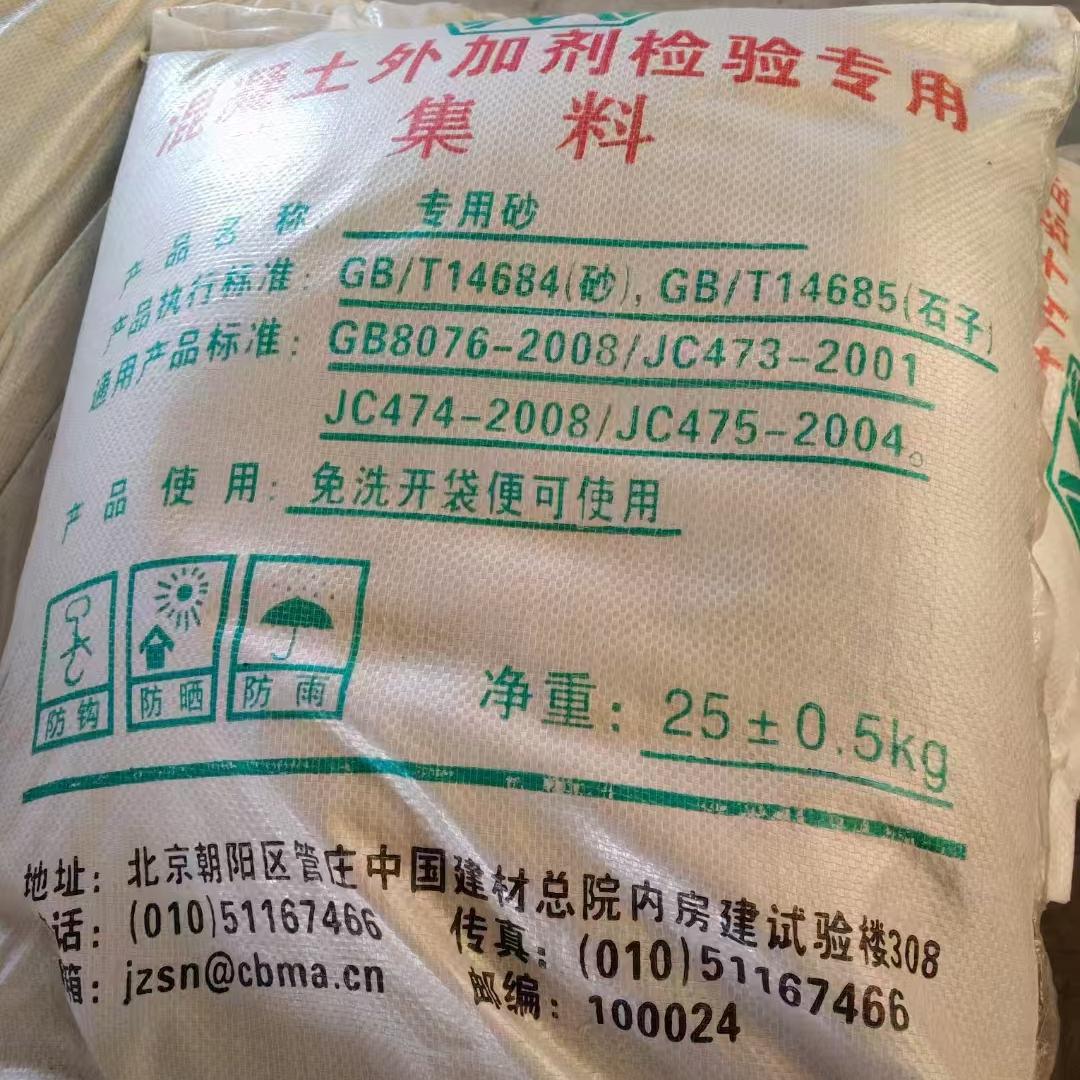 混凝土外加剂检验专用
集料
产品名称 专用砂
产品执行标准：GB/T14684(砂),GB/T14685(石子)
通用产品标准：GB8076-2008/JC473-2001
JC474-2008/JC475-2004。
产品使用：免洗开袋便可使用
防钩 防晒 防雨
净重：25±0.5kg
地址：北京朝阳区管庄中国建材总院内房建试验楼308
话：(010)51167466 传真：(010)51167466
箱：jzsn@cbma.cn 邮编：100024